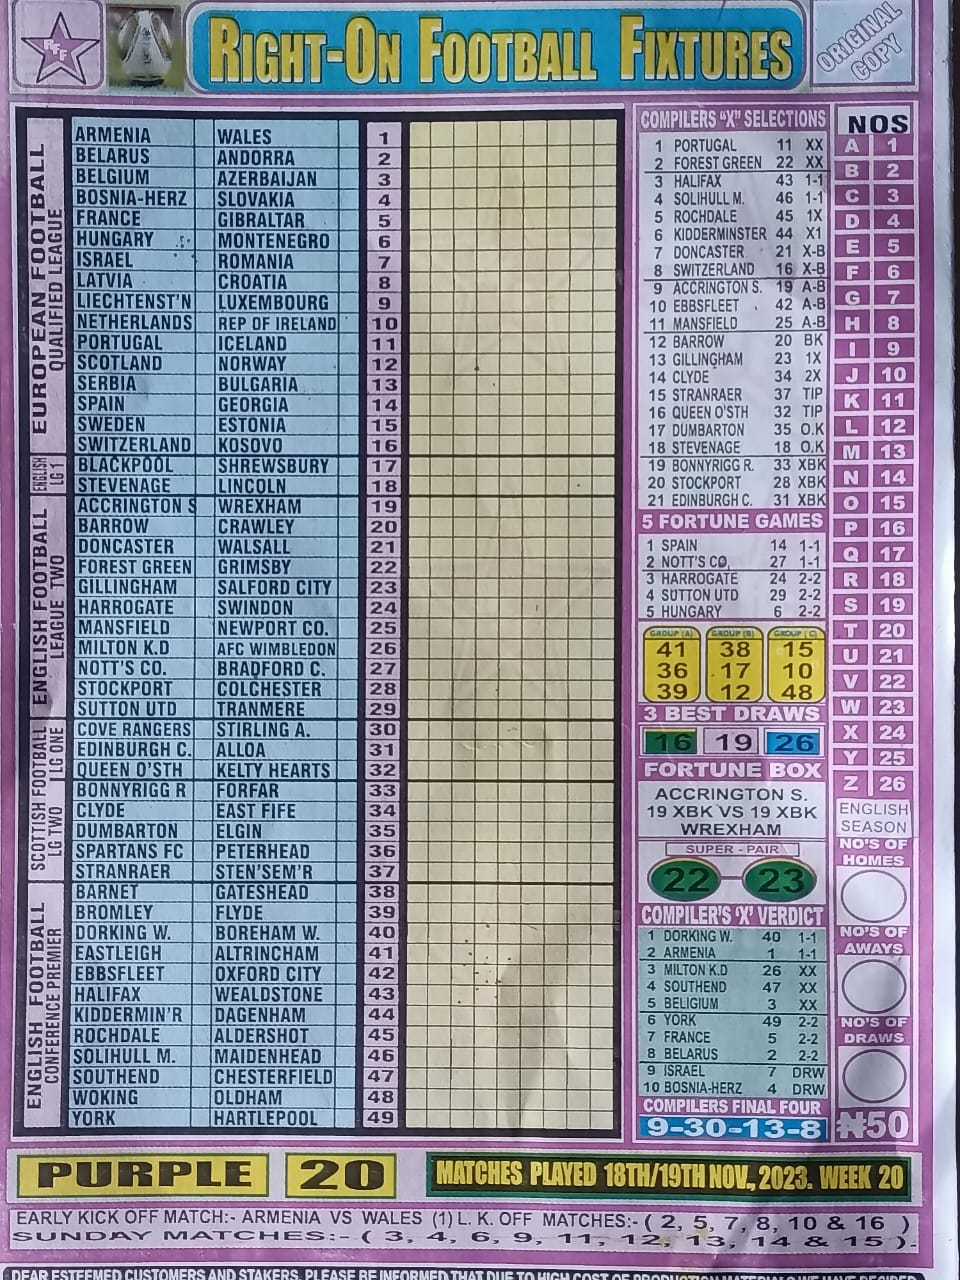 RFF
RIGHT-ON FOOTBALL FIXTURES
ORIGINAL
COPY
EUROPEAN FOOTBALL
QUALIFIED LEAGUE
ARMENIA WALES 1
BELARUS ANDORRA 2
BELGIUM AZERBAIJAN 3
BOSNIA-HERZ SLOVAKIA 4
FRANCE GIBRALTAR 5
HUNGARY MONTENEGRO 6
ISRAEL ROMANIA 7
LATVIA CROATIA 8
LIECHTENST'N LUXEMBOURG 9
NETHERLANDS REP OF IRELAND 10
PORTUGAL ICELAND 11
SCOTLAND NORWAY 12
SERBIA BULGARIA 13
SPAIN GEORGIA 14
SWEDEN ESTONIA 15
SWITZERLAND KOSOVO 16
ENGLISH
LG 1
BLACKPOOL SHREWSBURY 17
STEVENAGE LINCOLN 18
ENGLISH FOOTBALL
LEAGUE TWO
ACCRINGTON S WREXHAM 19
BARROW CRAWLEY 20
DONCASTER WALSALL 21
FOREST GREEN GRIMSBY 22
GILLINGHAM SALFORD CITY 23
HARROGATE SWINDON 24
MANSFIELD NEWPORT CO. 25
MILTON K.D AFC WIMBLEDON 26
NOTT'S CO. BRADFORD C. 27
STOCKPORT COLCHESTER 28
SUTTON UTD TRANMERE 29
SCOTTISH FOOTBALL
LG ONE
COVE RANGERS STIRLING A. 30
EDINBURGH C. ALLOA 31
QUEEN O'STH KELTY HEARTS 32
LG TWO
BONNYRIGG R FORFAR 33
CLYDE EAST FIFE 34
DUMBARTON ELGIN 35
SPARTANS FC PETERHEAD 36
STRANRAER STEN'SEM'R 37
ENGLISH FOOTBALL
CONFERENCE PREMIER
BARNET GATESHEAD 38
BROMLEY FLYDE 39
DORKING W. BOREHAM W. 40
EASTLEIGH ALTRINCHAM 41
EBBSFLEET OXFORD CITY 42
HALIFAX WEALDSTONE 43
KIDDERMIN'R DAGENHAM 44
ROCHDALE ALDERSHOT 45
SOLIHULL M. MAIDENHEAD 46
SOUTHEND CHESTERFIELD 47
WOKING OLDHAM 48
YORK HARTLEPOOL 49
COMPILERS "X" SELECTIONS
1 PORTUGAL 11 XX
2 FOREST GREEN 22 XX
3 HALIFAX 43 1-1
4 SOLIHULL M. 46 1-1
5 ROCHDALE 45 1X
6 KIDDERMINSTER 44 X1
7 DONCASTER 21 X-B
8 SWITZERLAND 16 X-B
9 ACCRINGTON S. 19 A-B
10 EBBSFLEET 42 A-B
11 MANSFIELD 25 A-B
12 BARROW 20 BK
13 GILLINGHAM 23 1X
14 CLYDE 34 2X
15 STRANRAER 37 TIP
16 QUEEN O'STH 32 TIP
17 DUMBARTON 35 O.K
18 STEVENAGE 18 O.K
19 BONNYRIGG R. 33 XBK
20 STOCKPORT 28 XBK
21 EDINBURGH C. 31 XBK
5 FORTUNE GAMES
1 SPAIN 14 1-1
2 NOTT'S CO, 27 1-1
3 HARROGATE 24 2-2
4 SUTTON UTD 29 2-2
5 HUNGARY 6 2-2
GROUP (A) GROUP (B) GROUP (C)
41 38 15
36 17 10
39 12 48
3 BEST DRAWS
16 19 26
FORTUNE BOX
ACCRINGTON S.
19 XBK VS 19 XBK
WREXHAM
SUPER - PAIR
22 - 23
COMPILER'S 'X' VERDICT
1 DORKING W. 40 1-1
2 ARMENIA 1 1-1
3 MILTON K.D 26 XX
4 SOUTHEND 47 XX
5 BELIGIUM 3 XX
6 YORK 49 2-2
7 FRANCE 5 2-2
8 BELARUS 2 2-2
9 ISRAEL 7 DRW
10 BOSNIA-HERZ 4 DRW
COMPILERS FINAL FOUR
9-30-13-8
NOS
A 1
B 2
C 3
D 4
E 5
F 6
G 7
H 8
I 9
J 10
K 11
L 12
M 13
N 14
O 15
P 16
Q 17
R 18
S 19
T 20
U 21
V 22
W 23
X 24
Y 25
Z 26
ENGLISH
SEASON
NO'S OF
HOMES
NO'S OF
AWAYS
NO'S OF
DRAWS
₦50
PURPLE 20 MATCHES PLAYED 18TH/19TH NOV., 2023. WEEK 20
EARLY KICK OFF MATCH:- ARMENIA VS WALES (1) L. K. OFF MATCHES:- ( 2, 5, 7, 8, 10 & 16 )
SUNDAY MATCHES:- ( 3, 4, 6, 9, 11, 12, 13, 14 & 15 ).
DEAR ESTEEMED CUSTOMERS AND STAKERS, PLEASE BE INFORMED THAT DUE TO HIGH COST OF